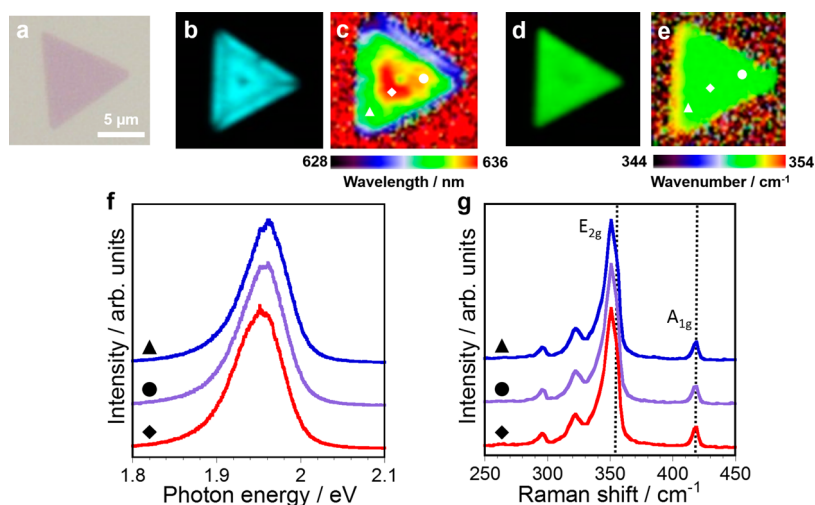 a
5 µm
b
c
d
e
628
636
Wavelength / nm
344
354
Wavenumber / cm-1
f
Intensity / arb. units
1.8
1.9
2
2.1
Photon energy / eV
g
E2g
A1g
Intensity / arb. units
250
300
350
400
450
Raman shift / cm-1